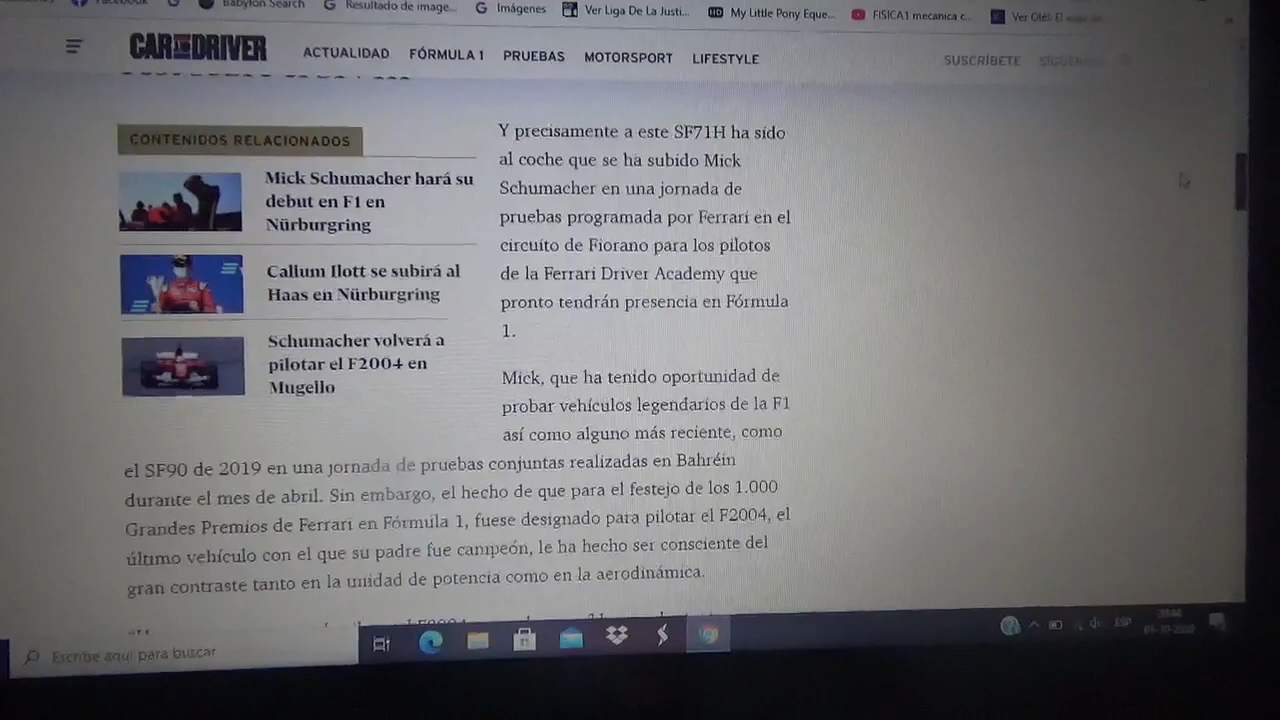 Facebook
G
Babylon Search
G Resultado de image...
G Imágenes
Ver Liga De La Justi...
HD My Little Pony Eque...
FISICA1 mecanica c...
CAR AND DRIVER
ACTUALIDAD FÓRMULA 1 PRUEBAS MOTORSPORT LIFESTYLE
SUSCRÍBETE
CONTENIDOS RELACIONADOS
Mick Schumacher hará su
debut en F1 en
Nürburgring
Callum Ilott se subirá al
Haas en Nürburgring
Schumacher volverá a
pilotar el F2004 en
Mugello
Y precisamente a este SF71H ha sido
al coche que se ha subido Mick
Schumacher en una jornada de
pruebas programada por Ferrari en el
circuito de Fiorano para los pilotos
de la Ferrari Driver Academy que
pronto tendrán presencia en Fórmula
1.
Mick, que ha tenido oportunidad de
probar vehículos legendarios de la F1
así como alguno más reciente, como
el SF90 de 2019 en una jornada de pruebas conjuntas realizadas en Bahréin
durante el mes de abril. Sin embargo, el hecho de que para el festejo de los 1.000
Grandes Premios de Ferrari en Fórmula 1, fuese designado para pilotar el F2004, el
último vehículo con el que su padre fue campeón, le ha hecho ser consciente del
gran contraste tanto en la unidad de potencia como en la aerodinámica.
Escribe aquí para buscar
ESP